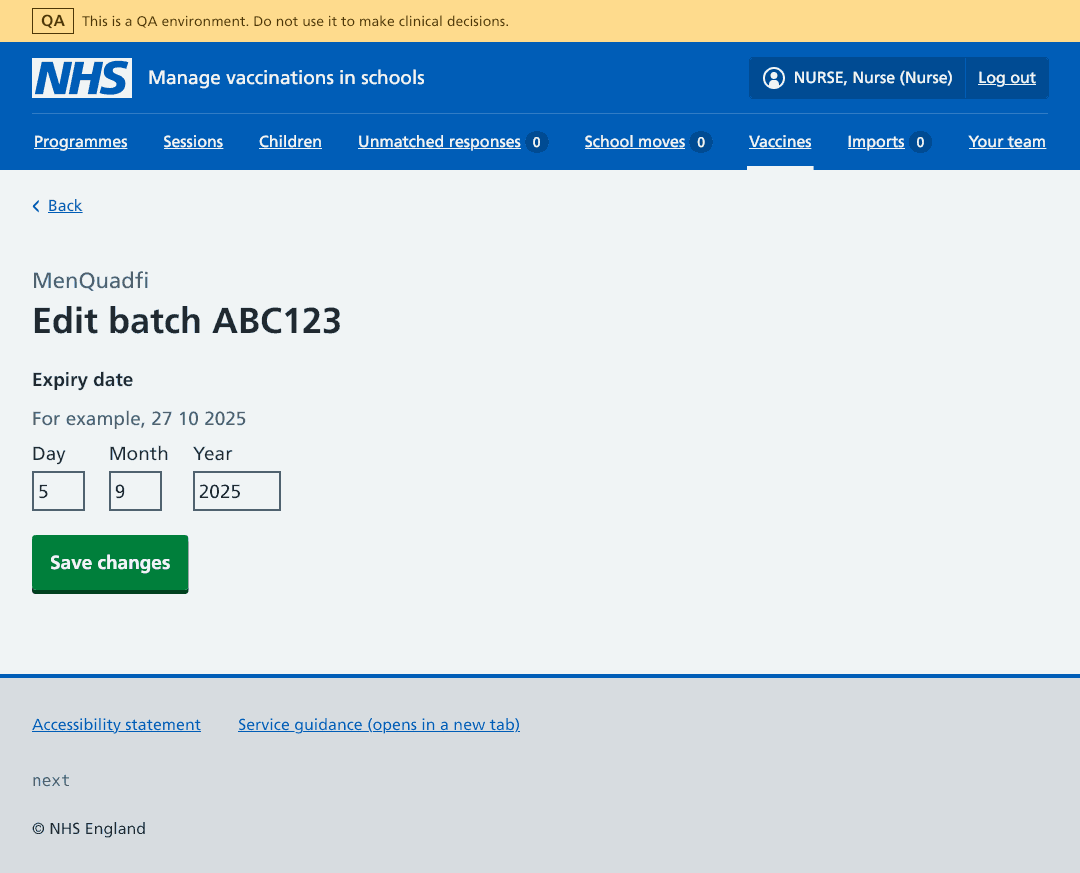 QA This is a QA environment. Do not use it to make clinical decisions.
NHS Manage vaccinations in schools NURSE, Nurse (Nurse) Log out
Programmes Sessions Children Unmatched responses 0 School moves 0 Vaccines Imports 0 Your team
Back
MenQuadfi
Edit batch ABC123
Expiry date
For example, 27 10 2025
Day Month Year
5 9 2025
Save changes
Accessibility statement Service guidance (opens in a new tab)
next
© NHS England